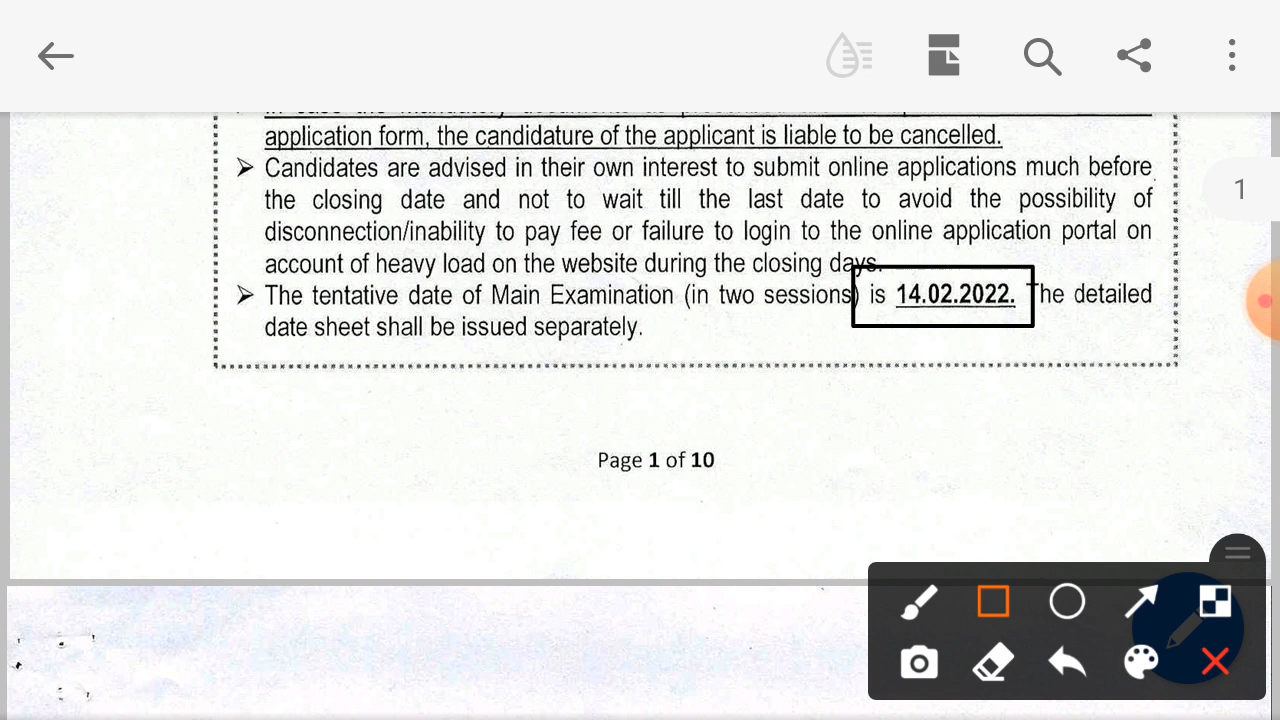 application form, the candidature of the applicant is liable to be cancelled.
➢ Candidates are advised in their own interest to submit online applications much before
the closing date and not to wait till the last date to avoid the possibility of
disconnection/inability to pay fee or failure to login to the online application portal on
account of heavy load on the website during the closing days.
➢ The tentative date of Main Examination (in two sessions) is 14.02.2022. The detailed
date sheet shall be issued separately.
Page 1 of 10
1